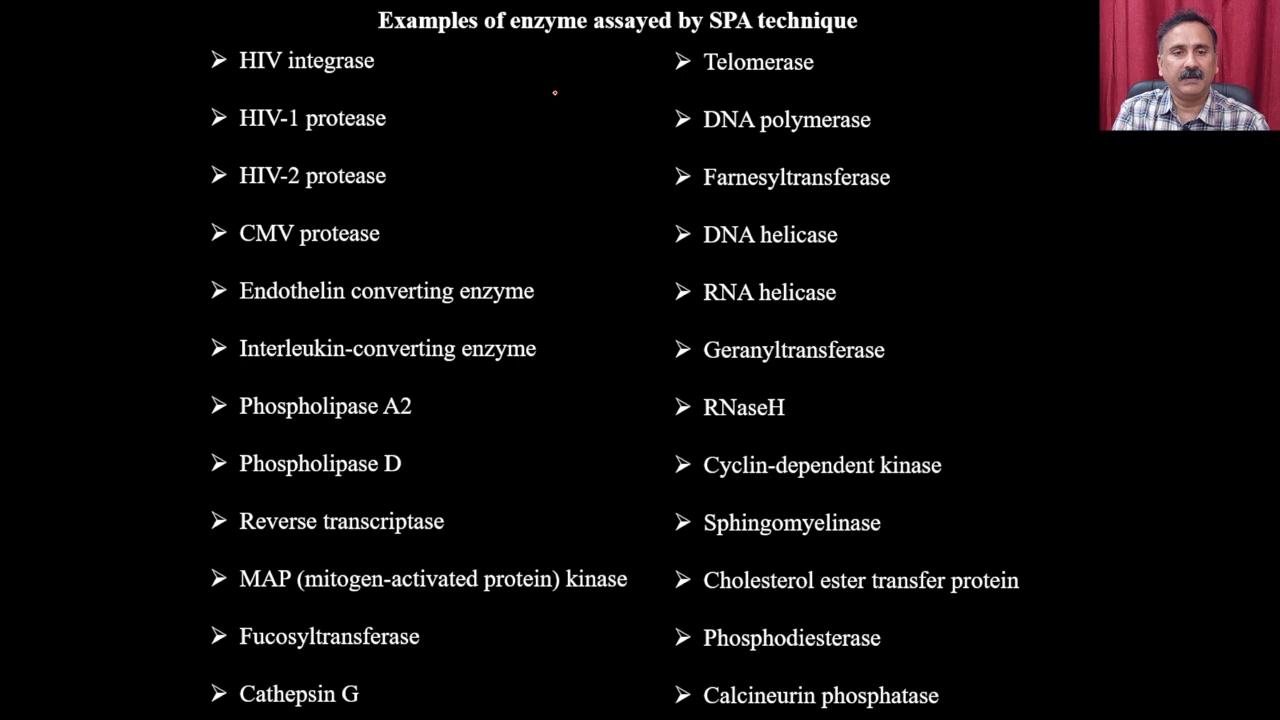 Examples of enzyme assayed by SPA technique
➢ HIV integrase
➢ HIV-1 protease
➢ HIV-2 protease
➢ CMV protease
➢ Endothelin converting enzyme
➢ Interleukin-converting enzyme
➢ Phospholipase A2
➢ Phospholipase D
➢ Reverse transcriptase
➢ MAP (mitogen-activated protein) kinase
➢ Fucosyltransferase
➢ Cathepsin G
➢ Telomerase
➢ DNA polymerase
➢ Farnesyltransferase
➢ DNA helicase
➢ RNA helicase
➢ Geranyltransferase
➢ RNaseH
➢ Cyclin-dependent kinase
➢ Sphingomyelinase
➢ Cholesterol ester transfer protein
➢ Phosphodiesterase
➢ Calcineurin phosphatase